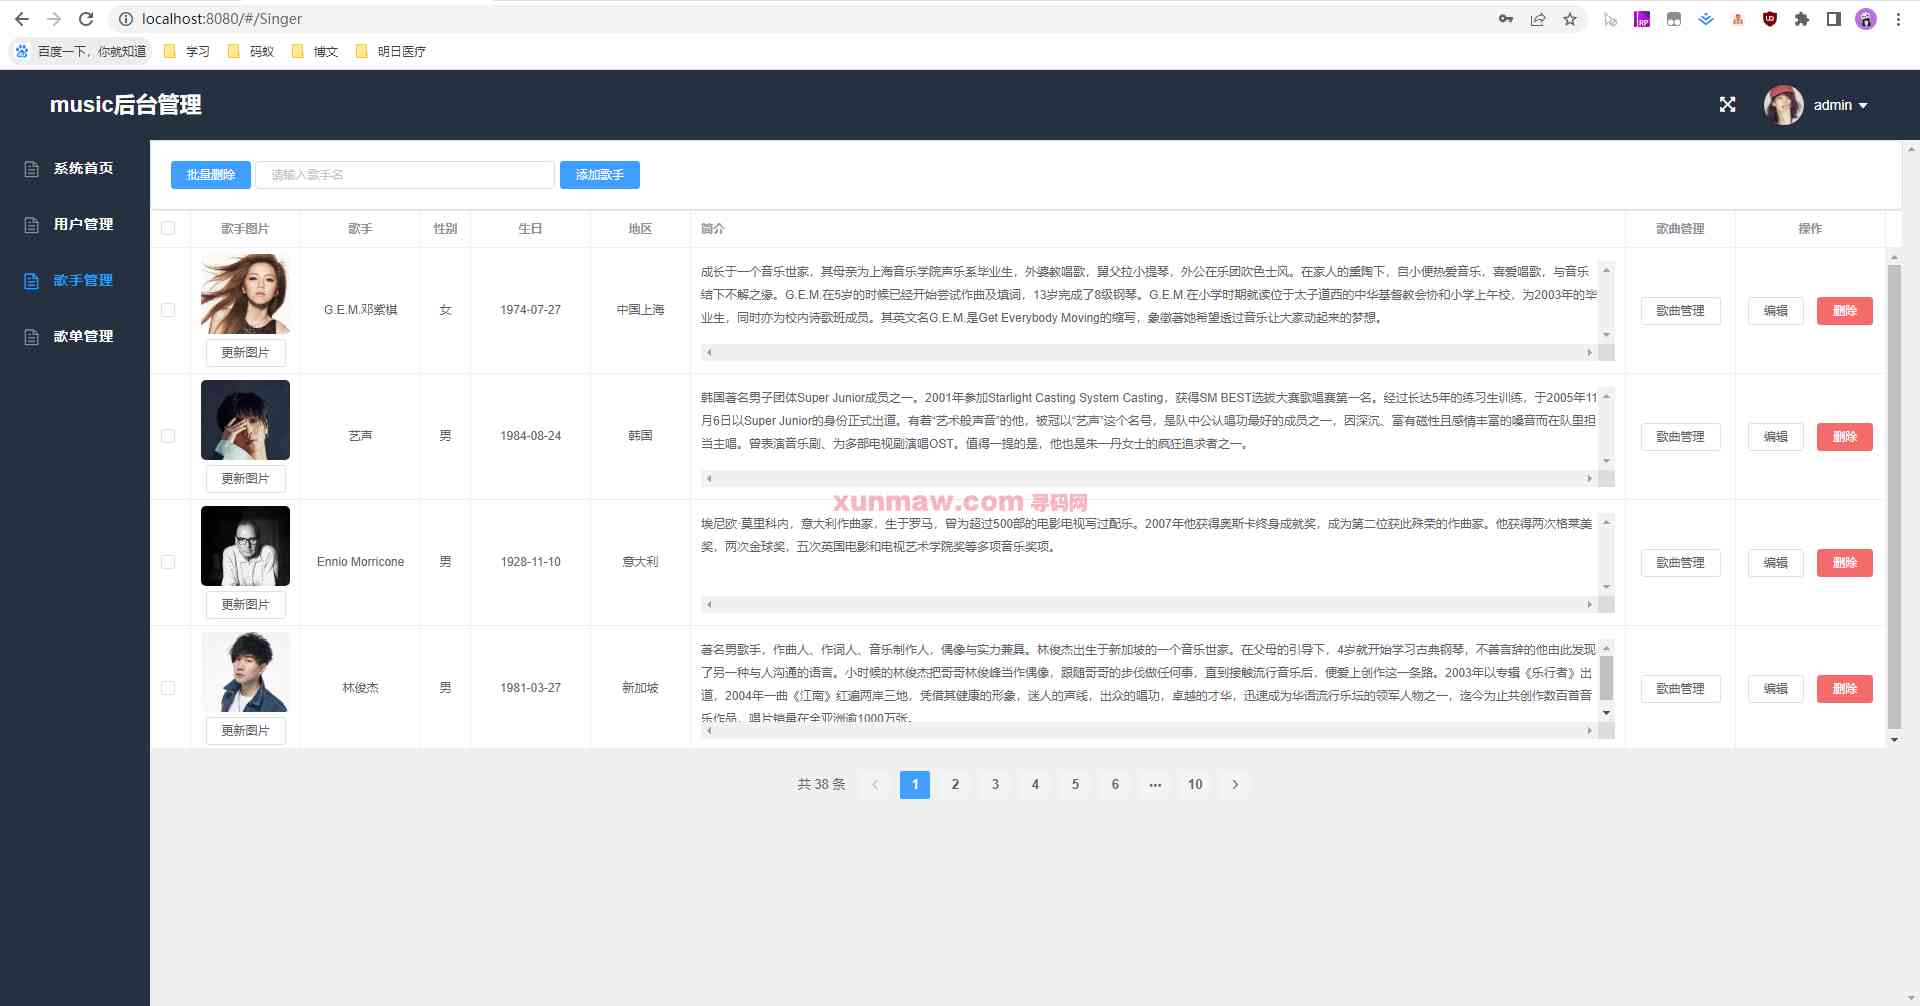 localhost:8080/#/Singer
百度一下，你就知道 学习 码蚁 博文 明日医疗
music后台管理
admin
系统首页
用户管理
歌手管理
歌单管理
批量删除 请输入歌手名 添加歌手
歌手图片 歌手 性别 生日 地区 简介 歌曲管理 操作
成长于一个音乐世家，其母亲为上海音乐学院声乐系毕业生，外婆教唱歌，舅父拉小提琴，外公在乐团吹色士风。在家人的熏陶下，自小便热爱音乐，喜爱唱歌，与音乐
结下不解之缘。G.E.M.在5岁的时候已经开始尝试作曲及填词，13岁完成了8级钢琴。G.E.M.在小学时期就读位于太子道西的中华基督教会协和小学上午校，为2003年的毕
业生，同时亦为校内诗歌班成员。其英文名G.E.M.是Get Everybody Moving的缩写，象徵著她希望透过音乐让大家动起来的梦想。
G.E.M.邓紫棋 女 1974-07-27 中国上海 歌曲管理 编辑 删除
更新图片
韩国著名男子团体Super Junior成员之一。2001年参加Starlight Casting System Casting，获得SM BEST选拔大赛歌唱赛第一名。经过长达5年的练习生训练，于2005年11
月6日以Super Junior的身份正式出道。有着“艺术般声音”的他，被冠以“艺声”这个名号，是队中公认唱功最好的成员之一，因深沉、富有磁性且感情丰富的嗓音而在队里担
当主唱。曾表演音乐剧、为多部电视剧演唱OST。值得一提的是，他也是朱一丹女士的疯狂追求者之一。
艺声 男 1984-08-24 韩国 歌曲管理 编辑 删除
更新图片
xunmaw.com 寻码网
埃尼欧·莫里科内，意大利作曲家，生于罗马，曾为超过500部的电影电视写过配乐。2007年他获得奥斯卡终身成就奖，成为第二位获此殊荣的作曲家。他获得两次格莱美
奖，两次金球奖，五次英国电影和电视艺术学院奖等多项音乐奖项。
Ennio Morricone 男 1928-11-10 意大利 歌曲管理 编辑 删除
更新图片
著名男歌手，作曲人、作词人、音乐制作人，偶像与实力兼具。林俊杰出生于新加坡的一个音乐世家。在父母的引导下，4岁就开始学习古典钢琴，不善言辞的他由此发现
了另一种与人沟通的语言。小时候的林俊杰把哥哥林俊峰当作偶像，跟随哥哥的步伐做任何事，直到接触流行音乐后，便爱上创作这一条路。2003年以专辑《乐行者》出
道，2004年一曲《江南》红遍两岸三地，凭借其健康的形象，迷人的声线，出众的唱功，卓越的才华，迅速成为华语流行乐坛的领军人物之一，迄今为止共创作数百首音
乐作品，唱片销量在全亚洲逾1000万张。
林俊杰 男 1981-03-27 新加坡 歌曲管理 编辑 删除
更新图片
共 38 条 1 2 3 4 5 6 ••• 10